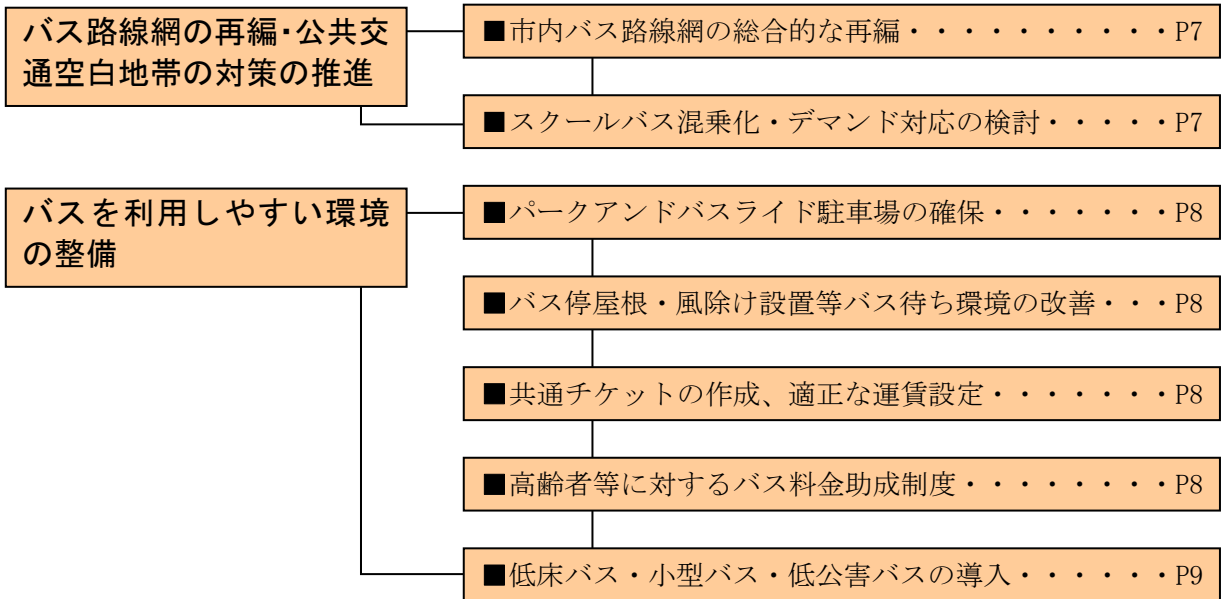 バス路線網の再編・公共交
通空白地帯の対策の推進
■市内バス路線網の総合的な再編・・・・・・・・・・P7
■スクールバス混乗化・デマンド対応の検討・・・・・P7
バスを利用しやすい環境
の整備
■パークアンドバスライド駐車場の確保・・・・・・・P8
■バス停屋根・風除け設置等バス待ち環境の改善・・・P8
■共通チケットの作成、適正な運賃設定・・・・・・・P8
■高齢者等に対するバス料金助成制度・・・・・・・・P8
■低床バス・小型バス・低公害バスの導入・・・・・・P9